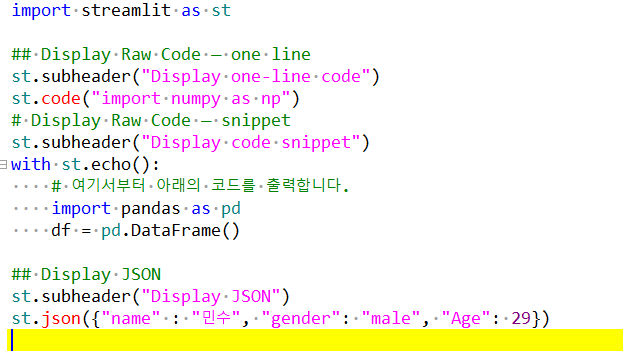 import streamlit as st
## Display Raw Code – one line
st.subheader("Display one-line code")
st.code("import numpy as np")
# Display Raw Code – snippet
st.subheader("Display code snippet")
with st.echo():
    # 여기서부터 아래의 코드를 출력합니다.
    import pandas as pd
    df = pd.DataFrame()
## Display JSON
st.subheader("Display JSON")
st.json({"name" : "민수", "gender": "male", "Age": 29})